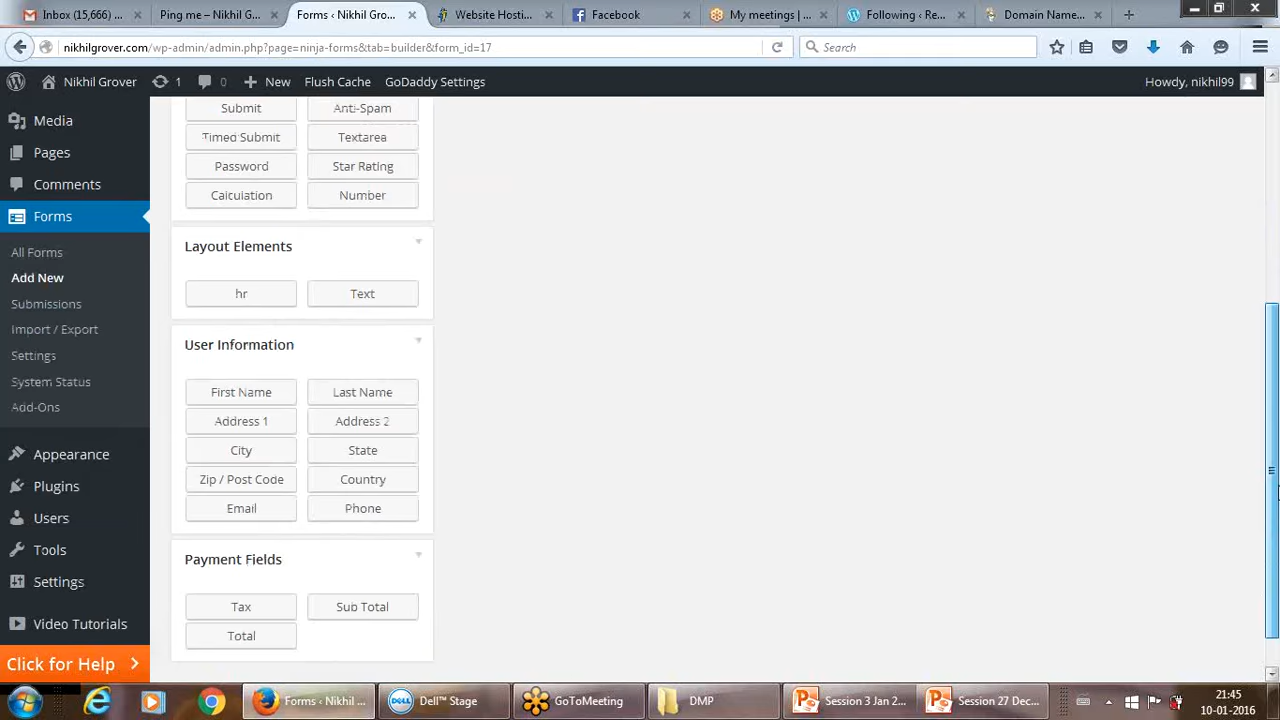 Inbox (15,666)
Ping me – Nikhil G...
Forms ‹ Nikhil Gro...
Website Hosti...
Facebook
My meetings | ...
Following ‹ Re...
Domain Name...
nikhilgrover.com/wp-admin/admin.php?page=ninja-forms&tab=builder&form_id=17
Search
Nikhil Grover
1
0
New
Flush Cache
GoDaddy Settings
Howdy, nikhil99
Media
Pages
Comments
Forms
All Forms
Add New
Submissions
Import / Export
Settings
System Status
Add-Ons
Appearance
Plugins
Users
Tools
Settings
Video Tutorials
Click for Help
Submit
Anti-Spam
Timed Submit
Textarea
Password
Star Rating
Calculation
Number
Layout Elements
hr
Text
User Information
First Name
Last Name
Address 1
Address 2
City
State
Zip / Post Code
Country
Email
Phone
Payment Fields
Tax
Sub Total
Total
Forms ‹ Nikhil ...
Dell™ Stage
GoToMeeting
DMP
Session 3 Jan 2...
Session 27 Dec...
21:45
10-01-2016